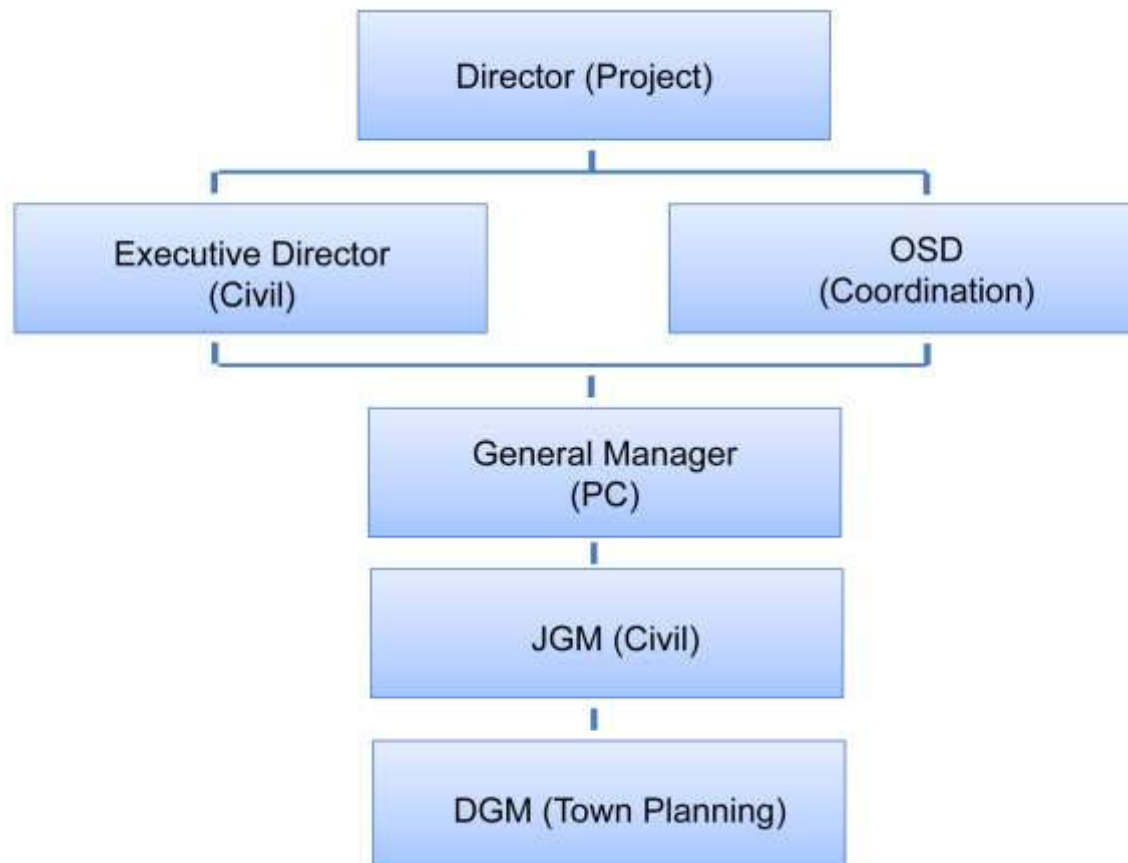 Director (Project)
Executive Director
(Civil)
OSD
(Coordination)
General Manager
(PC)
JGM (Civil)
DGM (Town Planning)